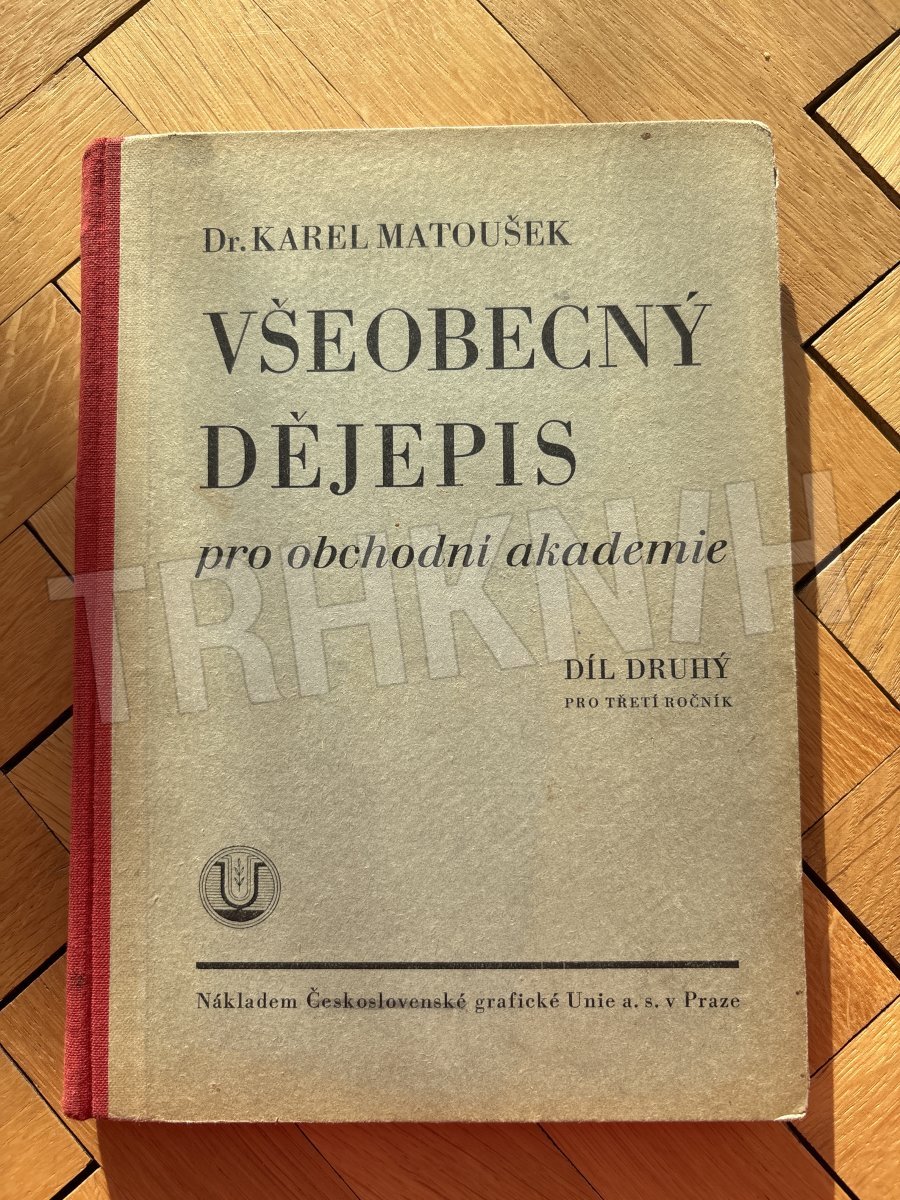 Dr. KAREL MATOUŠEK
VŠEOBECNÝ
DĚJEPIS
pro obchodní akademie
TRHKNIH
DÍL DRUHÝ
PRO TŘETÍ ROČNÍK
U
Nákladem Československé grafické Unie a. s. v Praze